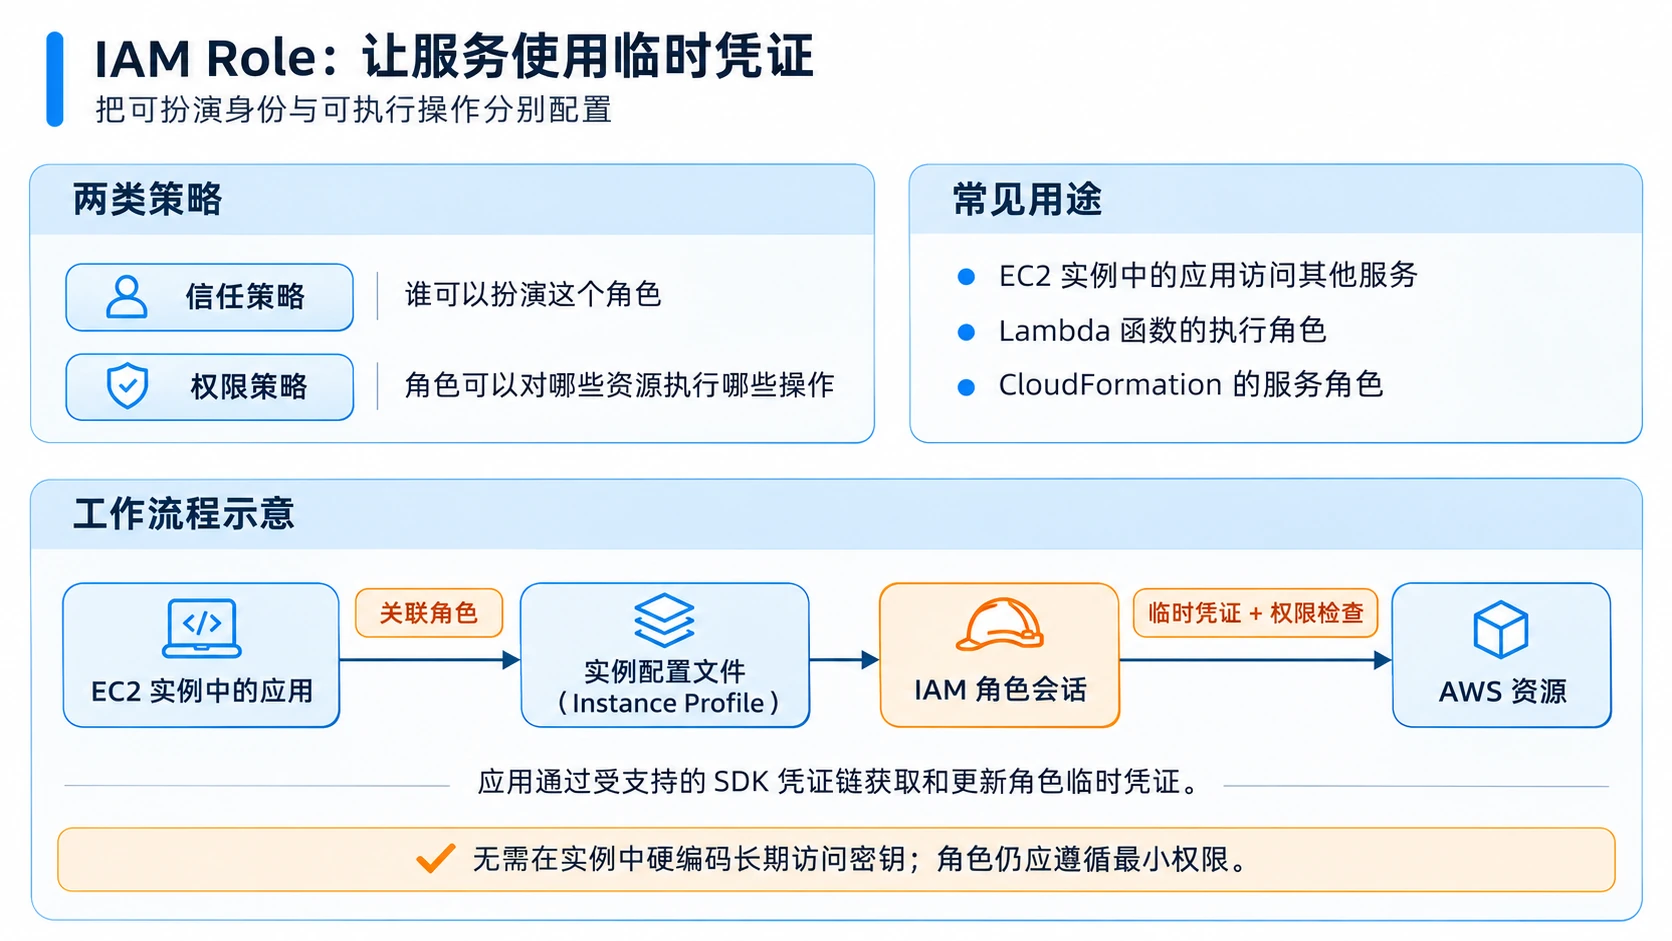 IAM Role：让服务使用临时凭证
把可扮演身份与可执行操作分别配置
两类策略
信任策略
谁可以扮演这个角色
权限策略
角色可以对哪些资源执行哪些操作
常见用途
EC2 实例中的应用访问其他服务
Lambda 函数的执行角色
CloudFormation 的服务角色
工作流程示意
EC2 实例中的应用
关联角色
实例配置文件
（Instance Profile）
IAM 角色会话
临时凭证 + 权限检查
AWS 资源
应用通过受支持的 SDK 凭证链获取和更新角色临时凭证。
无需在实例中硬编码长期访问密钥；角色仍应遵循最小权限。